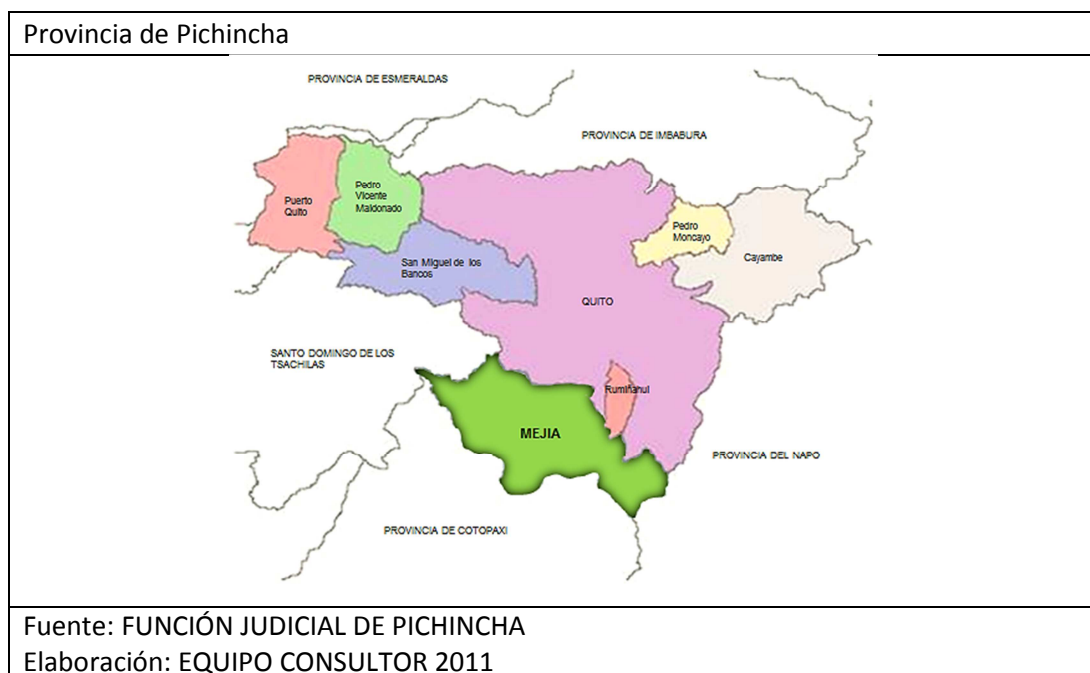 Provincia de Pichincha
PROVINCIA DE ESMERALDAS
PROVINCIA DE IMBABURA
Puerto
Quito
Pedro
Vicente
Maldonado
Pedro
Moncayo
Cayambe
San Miguel de los
Bancos
QUITO
SANTO DOMINGO DE LOS
TSACHILAS
Rumiñahui
MEJIA
PROVINCIA DEL NAPO
PROVINCIA DE COTOPAXI
Fuente: FUNCIÓN JUDICIAL DE PICHINCHA
Elaboración: EQUIPO CONSULTOR 2011